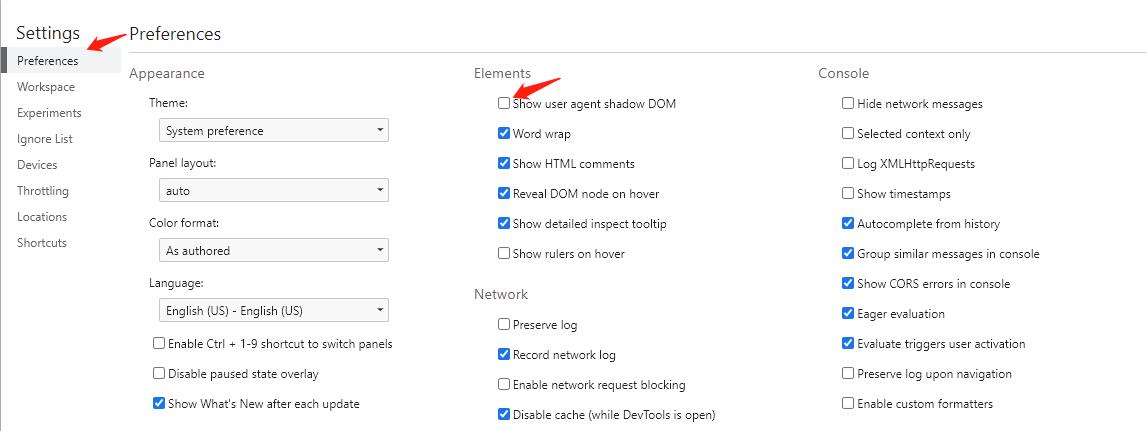 Settings
Preferences
Workspace
Experiments
Ignore List
Devices
Throttling
Locations
Shortcuts
Preferences
Appearance
Theme:
System preference
Panel layout:
auto
Color format:
As authored
Language:
English (US) - English (US)
Enable Ctrl + 1-9 shortcut to switch panels
Disable paused state overlay
Show What's New after each update
Elements
Show user agent shadow DOM
Word wrap
Show HTML comments
Reveal DOM node on hover
Show detailed inspect tooltip
Show rulers on hover
Network
Preserve log
Record network log
Enable network request blocking
Disable cache (while DevTools is open)
Console
Hide network messages
Selected context only
Log XMLHttpRequests
Show timestamps
Autocomplete from history
Group similar messages in console
Show CORS errors in console
Eager evaluation
Evaluate triggers user activation
Preserve log upon navigation
Enable custom formatters